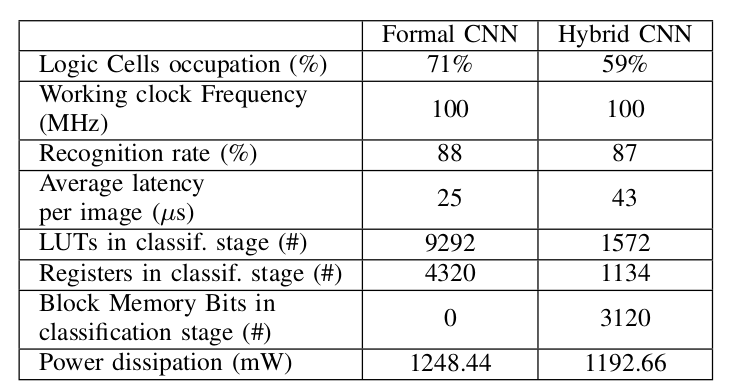 Formal CNN Hybrid CNN
Logic Cells occupation (%) 71% 59%
Working clock Frequency
(MHz) 100 100
Recognition rate (%) 88 87
Average latency
per image (μs) 25 43
LUTs in classif. stage (#) 9292 1572
Registers in classif. stage (#) 4320 1134
Block Memory Bits in
classification stage (#) 0 3120
Power dissipation (mW) 1248.44 1192.66